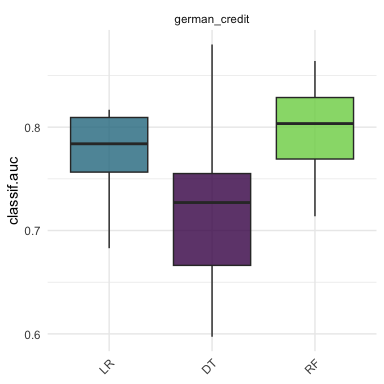 german_credit
classif.auc
0.8
0.7
0.6
LR
DT
RF